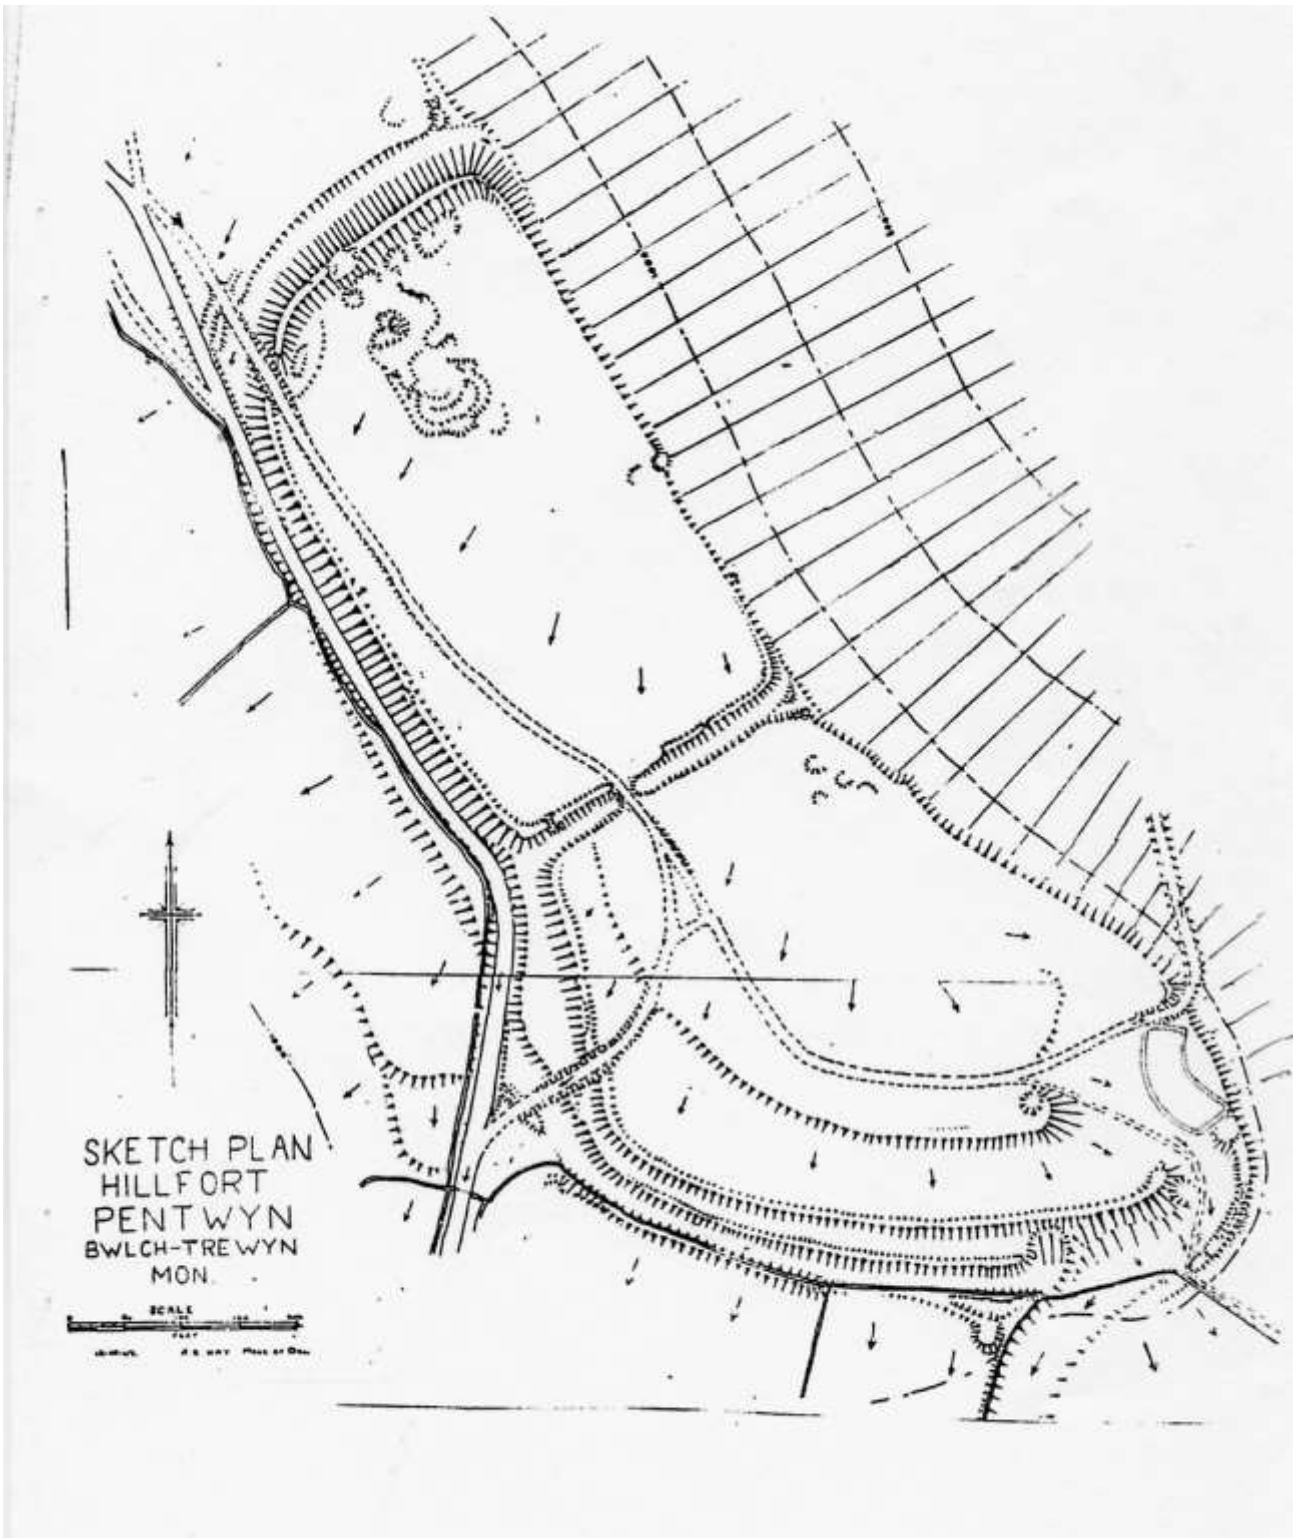 SKETCH PLAN
HILLFORT
PENTWYN
BWLCH-TREWYN
MON.
SCALE
FEET